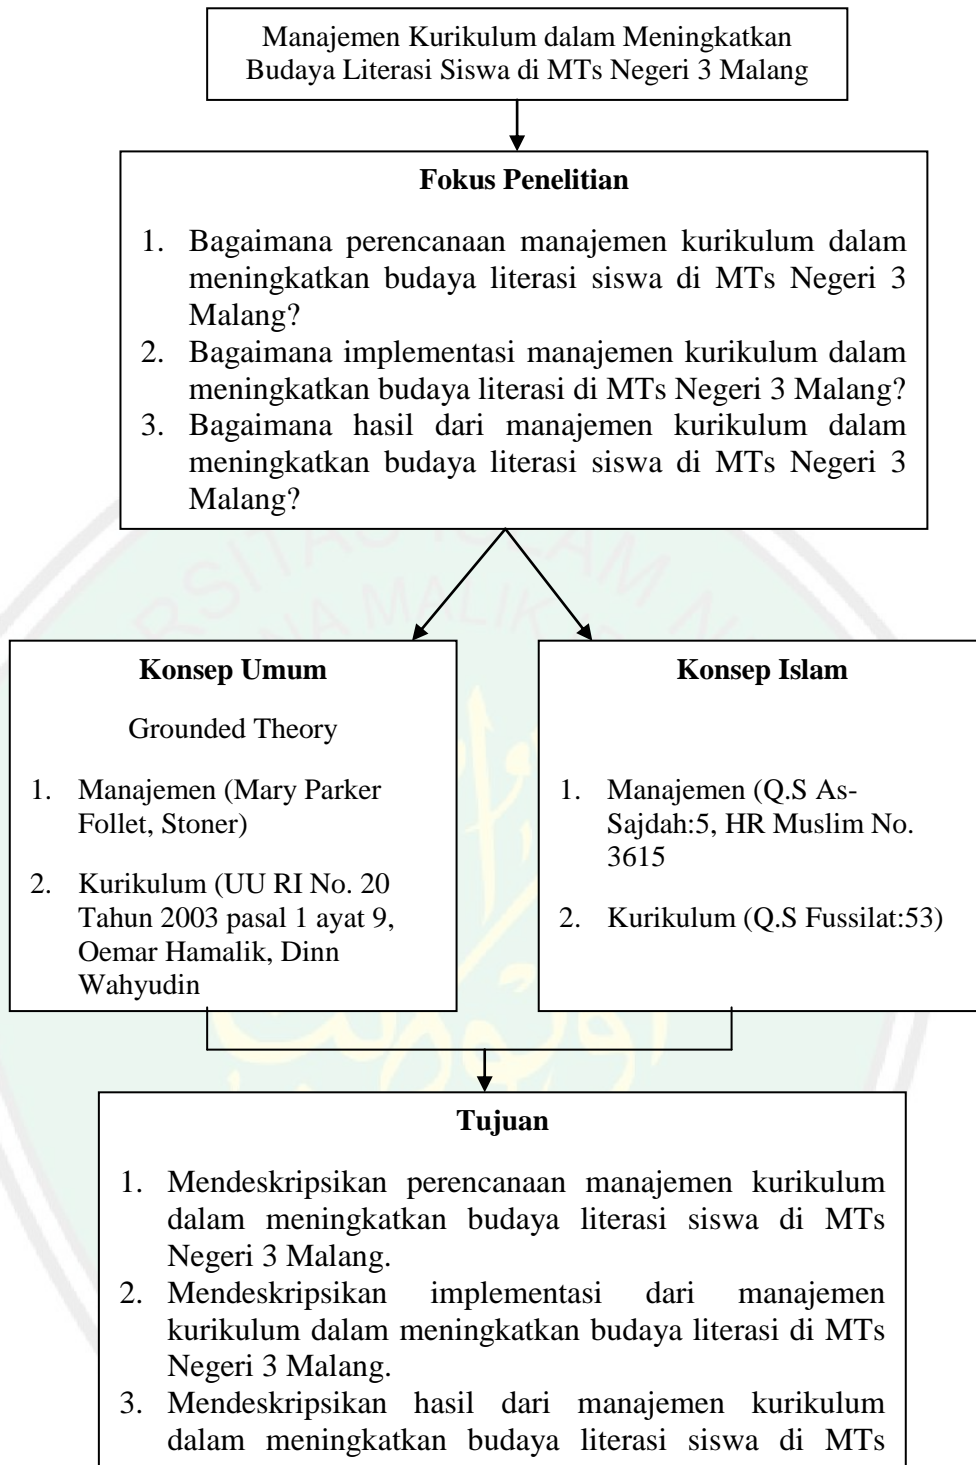 Manajemen Kurikulum dalam Meningkatkan
Budaya Literasi Siswa di MTs Negeri 3 Malang
Fokus Penelitian
1. Bagaimana perencanaan manajemen kurikulum dalam
meningkatkan budaya literasi siswa di MTs Negeri 3
Malang?
2. Bagaimana implementasi manajemen kurikulum dalam
meningkatkan budaya literasi di MTs Negeri 3 Malang?
3. Bagaimana hasil dari manajemen kurikulum dalam
meningkatkan budaya literasi siswa di MTs Negeri 3
Malang?
Konsep Umum
Grounded Theory
1. Manajemen (Mary Parker
Follet, Stoner)
2. Kurikulum (UU RI No. 20
Tahun 2003 pasal 1 ayat 9,
Oemar Hamalik, Dinn
Wahyudin
Konsep Islam
1. Manajemen (Q.S As-
Sajdah:5, HR Muslim No.
3615
2. Kurikulum (Q.S Fussilat:53)
Tujuan
1. Mendeskripsikan perencanaan manajemen kurikulum
dalam meningkatkan budaya literasi siswa di MTs
Negeri 3 Malang.
2. Mendeskripsikan implementasi dari manajemen
kurikulum dalam meningkatkan budaya literasi di MTs
Negeri 3 Malang.
3. Mendeskripsikan hasil dari manajemen kurikulum
dalam meningkatkan budaya literasi siswa di MTs